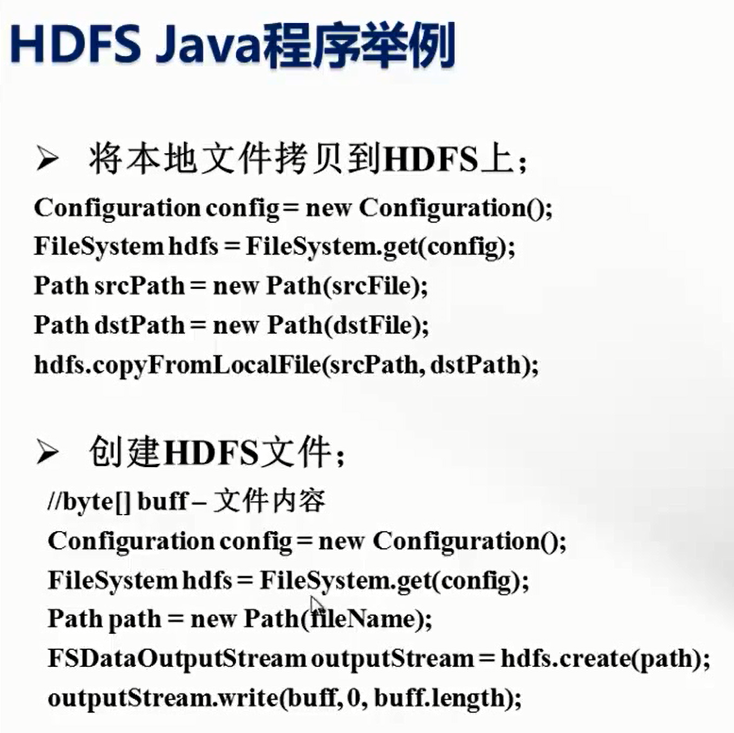 HDFS Java程序举例
➢ 将本地文件拷贝到HDFS上；
Configuration config = new Configuration();
FileSystem hdfs = FileSystem.get(config);
Path srcPath = new Path(srcFile);
Path dstPath = new Path(dstFile);
hdfs.copyFromLocalFile(srcPath, dstPath);
➢ 创建HDFS文件；
//byte[] buff – 文件内容
Configuration config = new Configuration();
FileSystem hdfs = FileSystem.get(config);
Path path = new Path(fileName);
FSDataOutputStream outputStream = hdfs.create(path);
outputStream.write(buff, 0, buff.length);